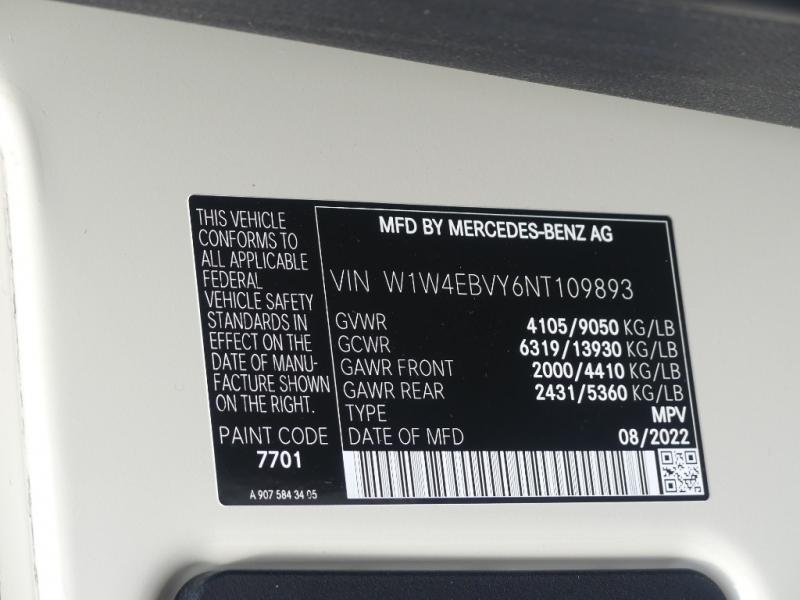 THIS VEHICLE
CONFORMS TO
ALL APPLICABLE
FEDERAL
VEHICLE SAFETY
STANDARDS IN
EFFECT ON THE
DATE OF MANU-
FACTURE SHOWN
ON THE RIGHT.
PAINT CODE
7701
A 907 584 34 05
MFD BY MERCEDES-BENZ AG
VIN W1W4EBVY6NT109893
GVWR 4105/9050 KG/LB
GCWR 6319/13930 KG/LB
GAWR FRONT 2000/4410 KG/LB
GAWR REAR 2431/5360 KG/LB
TYPE MPV
DATE OF MFD 08/2022